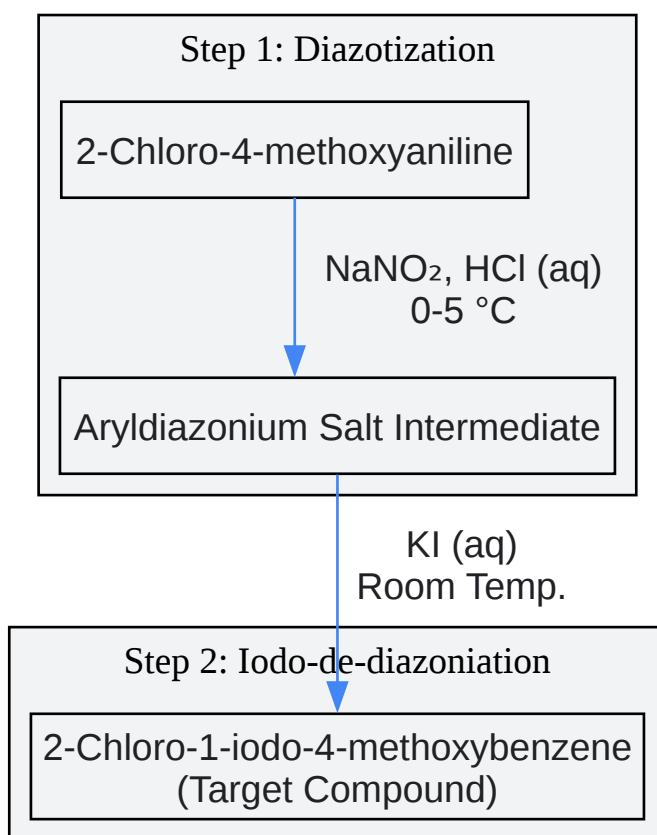 Step 1: Diazotization
2-Chloro-4-methoxyaniline
NaNO₂, HCl (aq)
0-5 °C
Aryldiazonium Salt Intermediate
KI (aq)
Room Temp.
Step 2: Iodo-de-diazoniation
2-Chloro-1-iodo-4-methoxybenzene
(Target Compound)